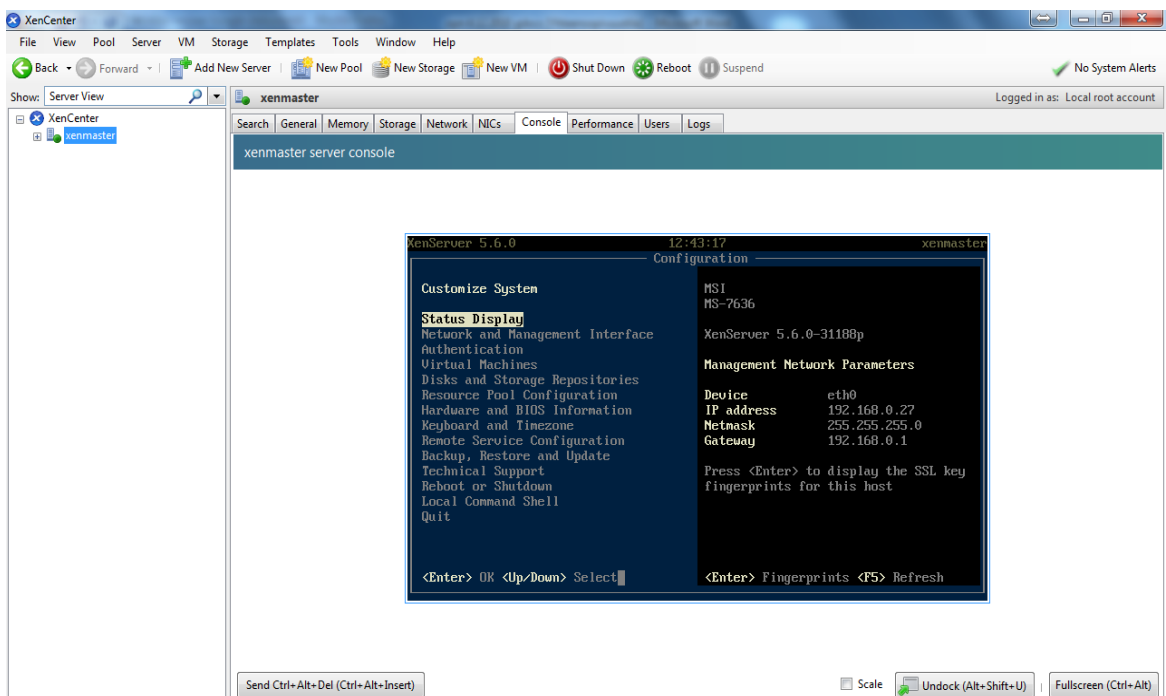 XenCenter
File View Pool Server VM Storage Templates Tools Window Help
Back Forward Add New Server New Pool New Storage New VM Shut Down Reboot Suspend No System Alerts
Show: Server View xenmaster Logged in as: Local root account
XenCenter
xenmaster
Search General Memory Storage Network NICs Console Performance Users Logs
xenmaster server console
XenServer 5.6.0 12:43:17 xenmaster
Configuration
Customize System
Status Display
Network and Management Interface
Authentication
Virtual Machines
Disks and Storage Repositories
Resource Pool Configuration
Hardware and BIOS Information
Keyboard and Timezone
Remote Service Configuration
Backup, Restore and Update
Technical Support
Reboot or Shutdown
Local Command Shell
Quit
<Enter> OK <Up/Down> Select
MSI
MS-7636
XenServer 5.6.0-31188p
Management Network Parameters
Device eth0
IP address 192.168.0.27
Netmask 255.255.255.0
Gateway 192.168.0.1
Press <Enter> to display the SSL key
fingerprints for this host
<Enter> Fingerprints <F5> Refresh
Send Ctrl+Alt+Del (Ctrl+Alt+Insert) Scale Undock (Alt+Shift+U) Fullscreen (Ctrl+Alt)